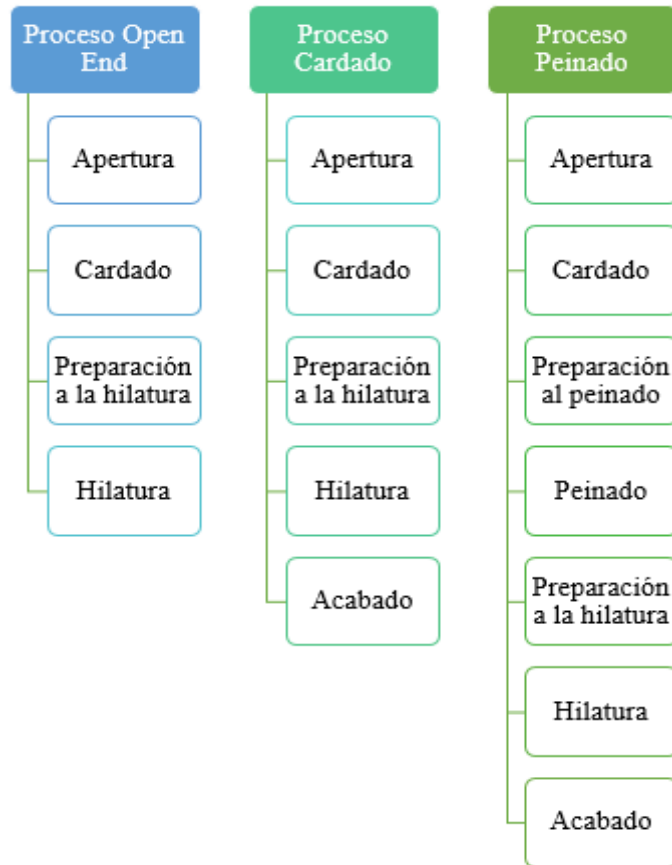 Proceso Open
End
Apertura
Cardado
Preparación
a la hilatura
Hilatura
Proceso
Cardado
Apertura
Cardado
Preparación
a la hilatura
Hilatura
Acabado
Proceso
Peinado
Apertura
Cardado
Preparación
al peinado
Peinado
Preparación
a la hilatura
Hilatura
Acabado